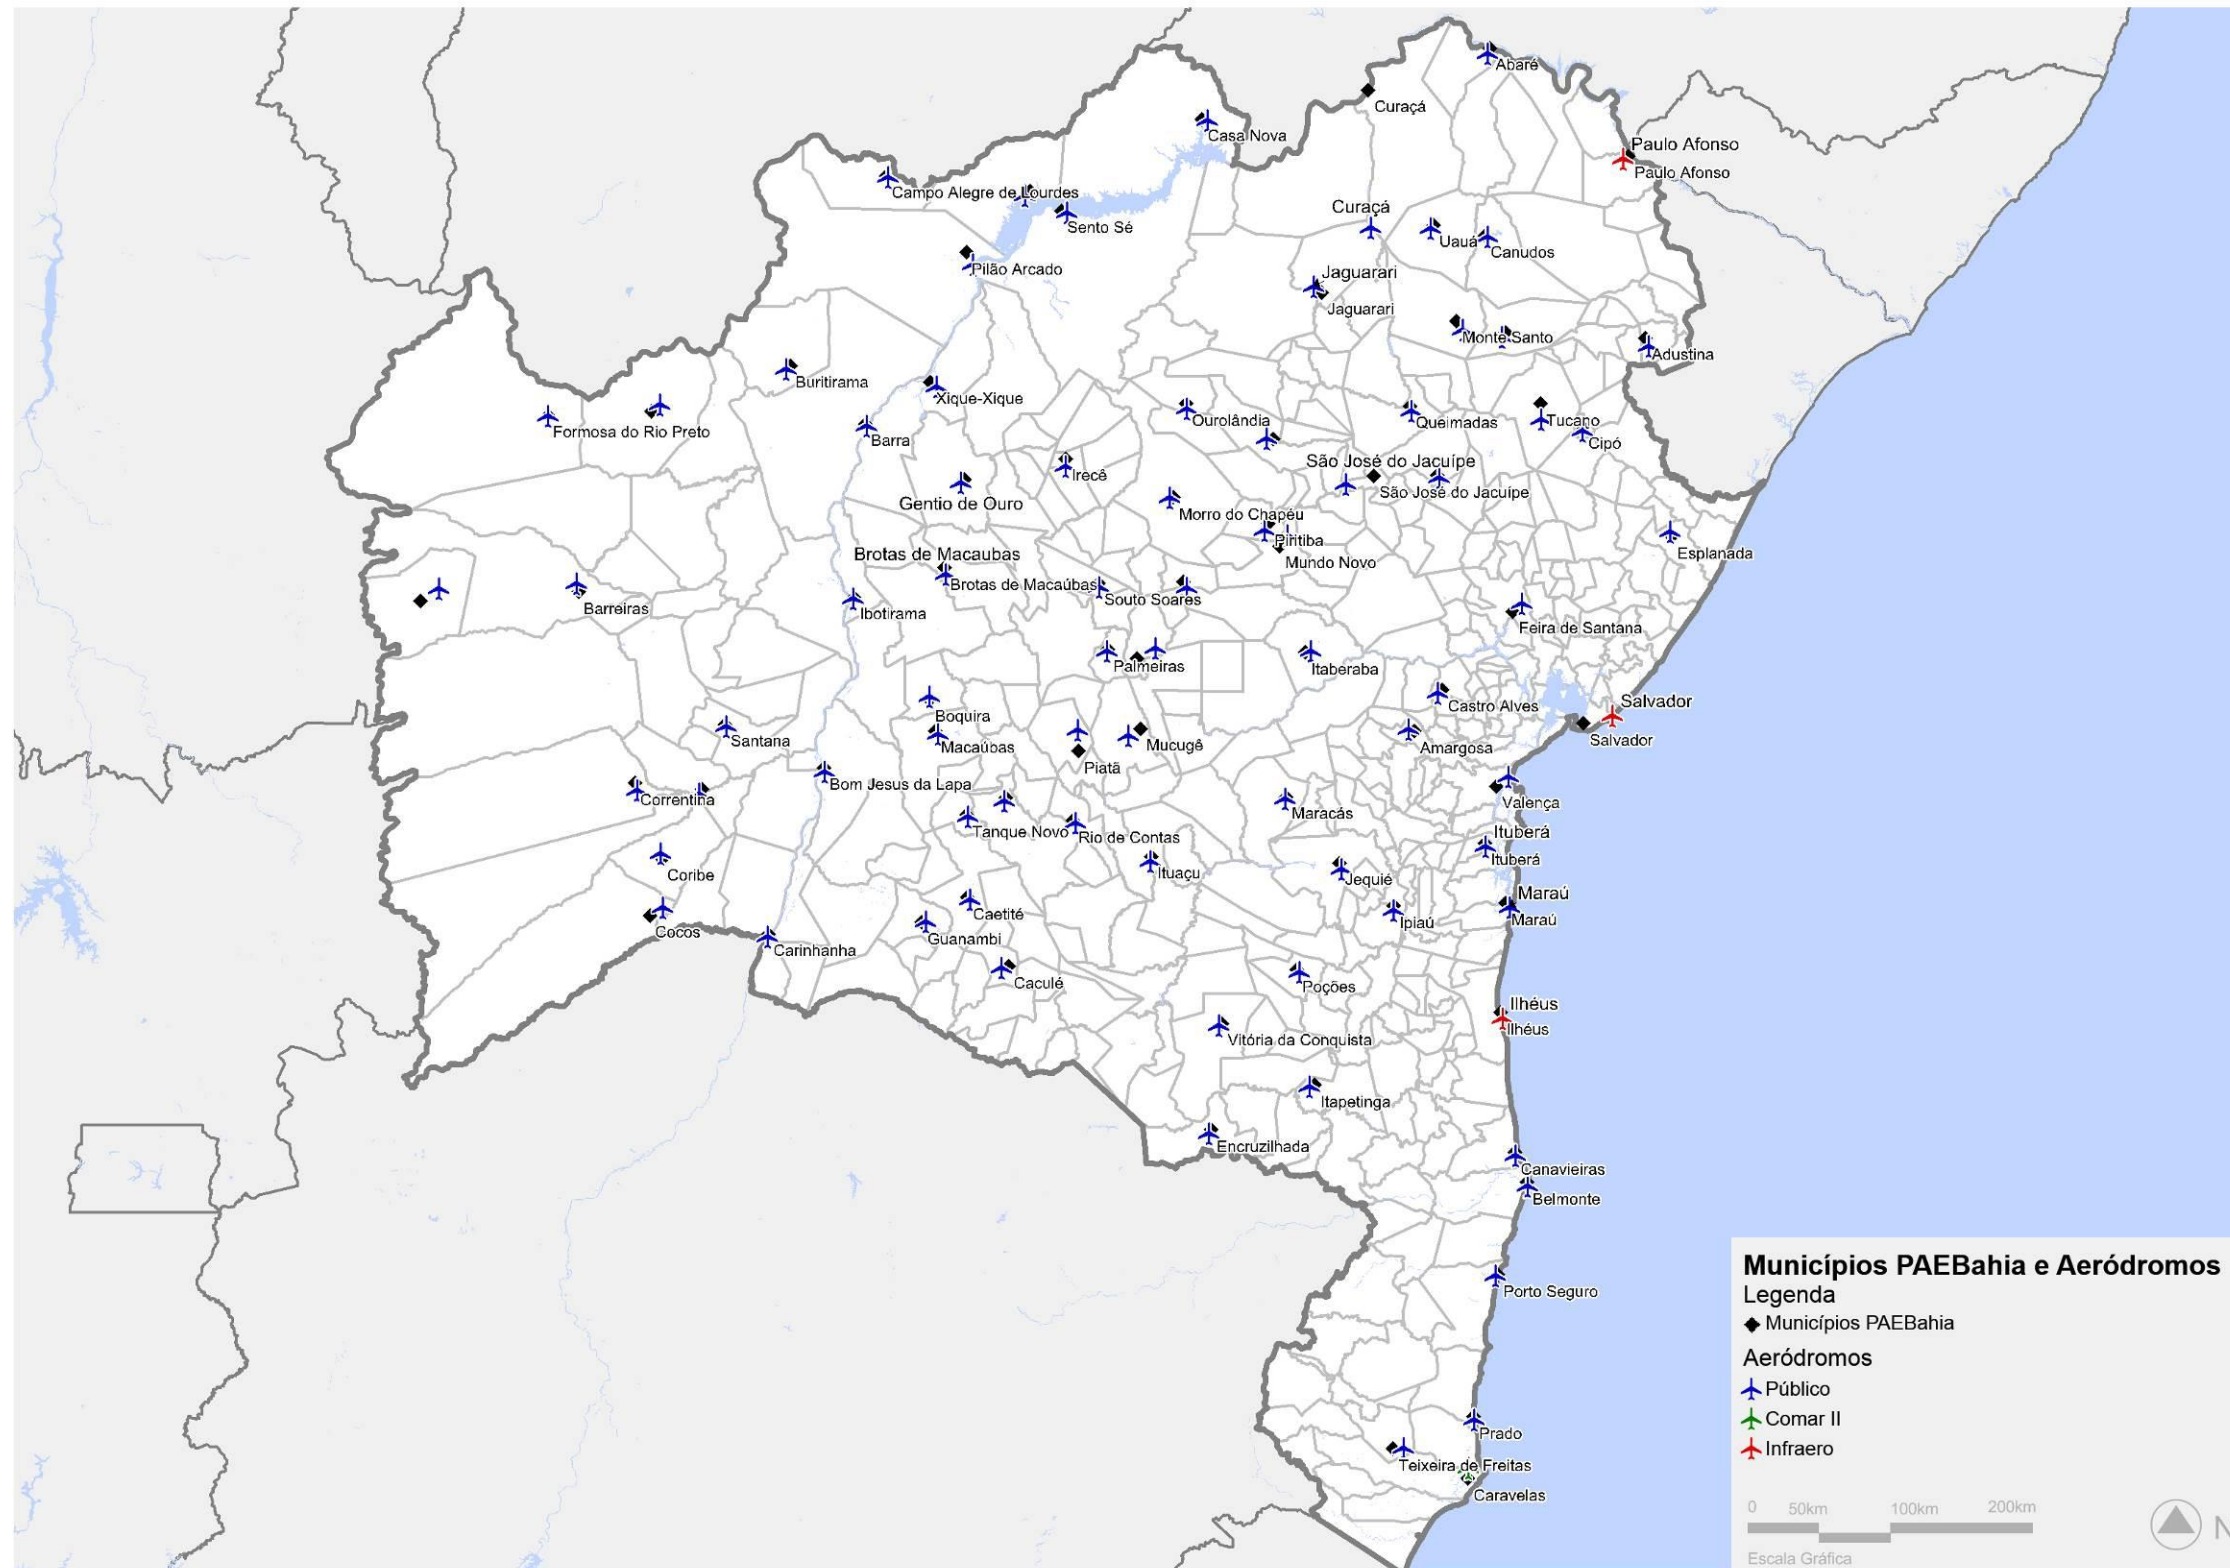 Abaré
Curaçá
Casa Nova
Paulo Afonso
Paulo Afonso
Campo Alegre de Lourdes
Sento Sé
Curaçá
Uauá
Canudos
Pilão Arcado
Jaguarari
Jaguarari
Monte Santo
Adustina
Buritirama
Xique-Xique
Formosa do Rio Preto
Barra
Ourolândia
Queimadas
Tucano
Cipó
Irecê
São José do Jacuípe
São José do Jacuípe
Gentio de Ouro
Morro do Chapéu
Piritiba
Mundo Novo
Esplanada
Brotas de Macaubas
Brotas de Macaúbas
Souto Soares
Barreiras
Ibotirama
Feira de Santana
Palmeiras
Itaberaba
Castro Alves
Salvador
Salvador
Boquira
Macaúbas
Santana
Mucugê
Piatã
Amargosa
Bom Jesus da Lapa
Correntina
Valença
Maracás
Tanque Novo
Rio de Contas
Ituberá
Ituberá
Ituaçu
Coribe
Jequié
Maraú
Maraú
Caetité
Ipiaú
Cocos
Guanambi
Carinhanha
Caculé
Poções
Ilhéus
Ilhéus
Vitória da Conquista
Itapetinga
Encruzilhada
Canavieiras
Belmonte
Porto Seguro
Prado
Teixeira de Freitas
Caravelas
Municípios PAEBahia e Aeródromos
Legenda
Municípios PAEBahia
Aeródromos
Público
Comar II
Infraero
0 50km 100km 200km
Escala Gráfica
N